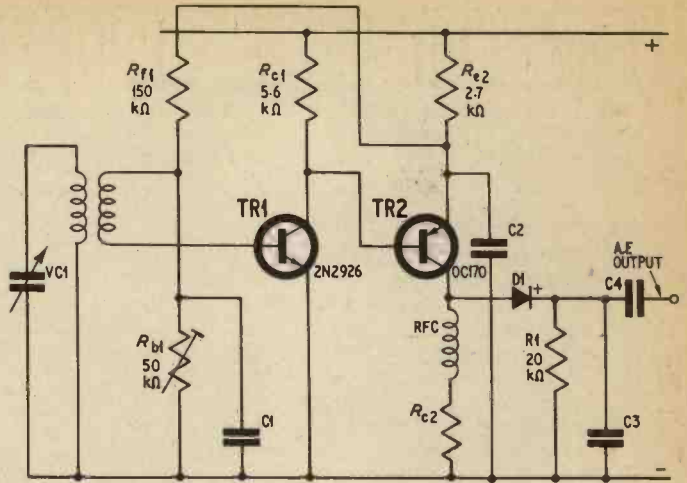 Rf1
150
kΩ
Rc1
5·6
kΩ
Re2
2.7
kΩ
+
TR1
TR2
C2
2N2926
OC170
VC1
D1
+
A.F.
OUTPUT
C4
RFC
Rb1
50
kΩ
R1
20
kΩ
C1
Rc2
C3
−